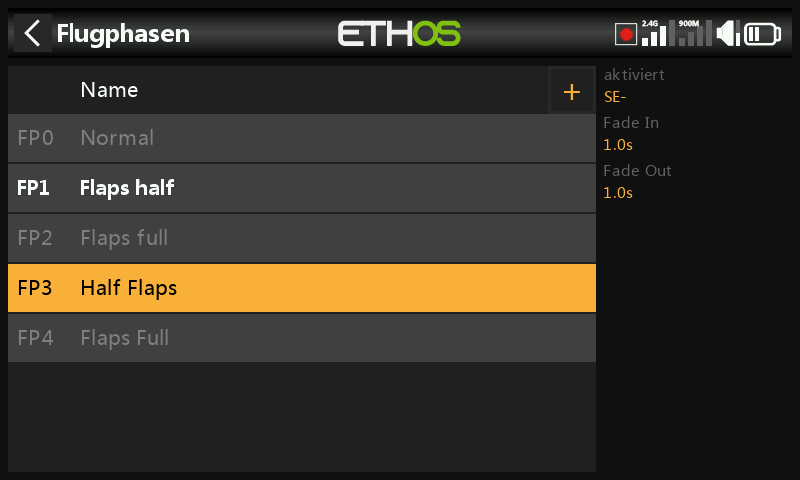 Flugphasen
ETHOS
2.4G
900M
Name
+
aktiviert
SE-
FP0 Normal
Fade In
1.0s
FP1 Flaps half
Fade Out
1.0s
FP2 Flaps full
FP3 Half Flaps
FP4 Flaps Full